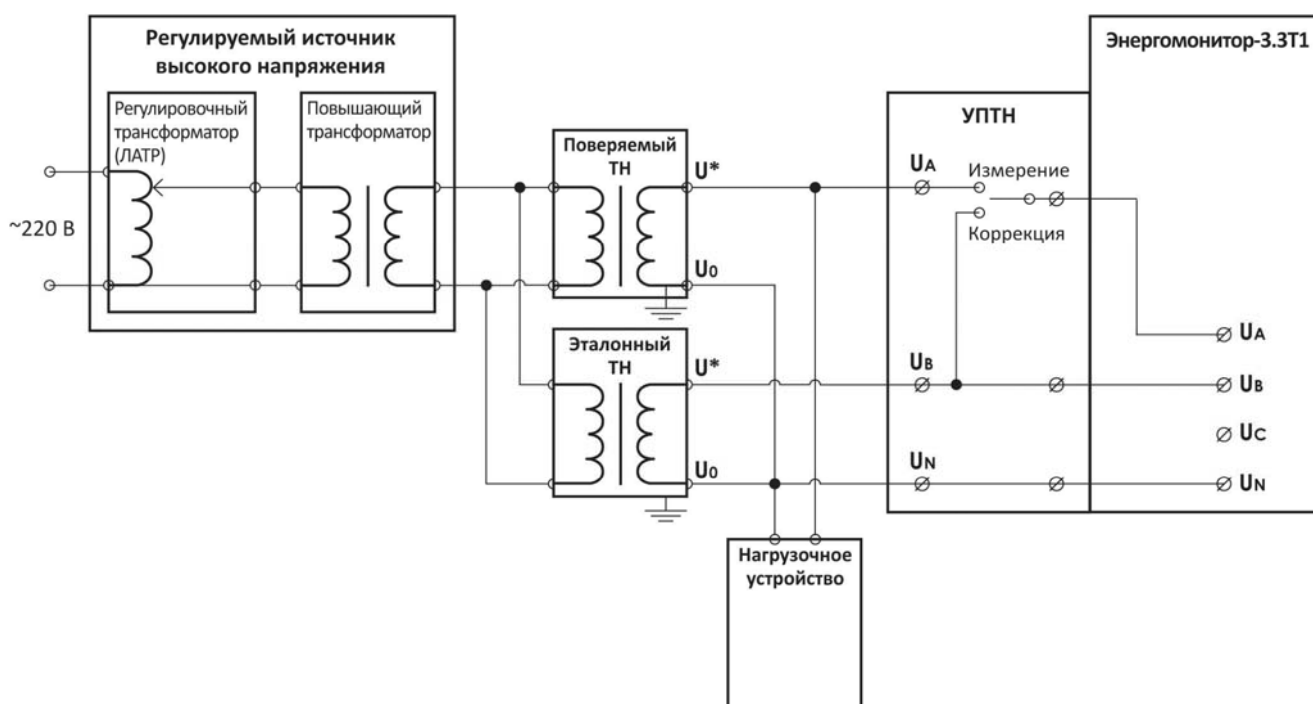 Регулируемый источник
высокого напряжения
Регулировочный
трансформатор
(ЛАТР)
Повышающий
трансформатор
~220 В
Поверяемый
ТН
U*
U0
Эталонный
ТН
U*
U0
Нагрузочное
устройство
УПТН
UA
Измерение
Коррекция
UB
UN
Энергомонитор-3.3Т1
UA
UB
UC
UN